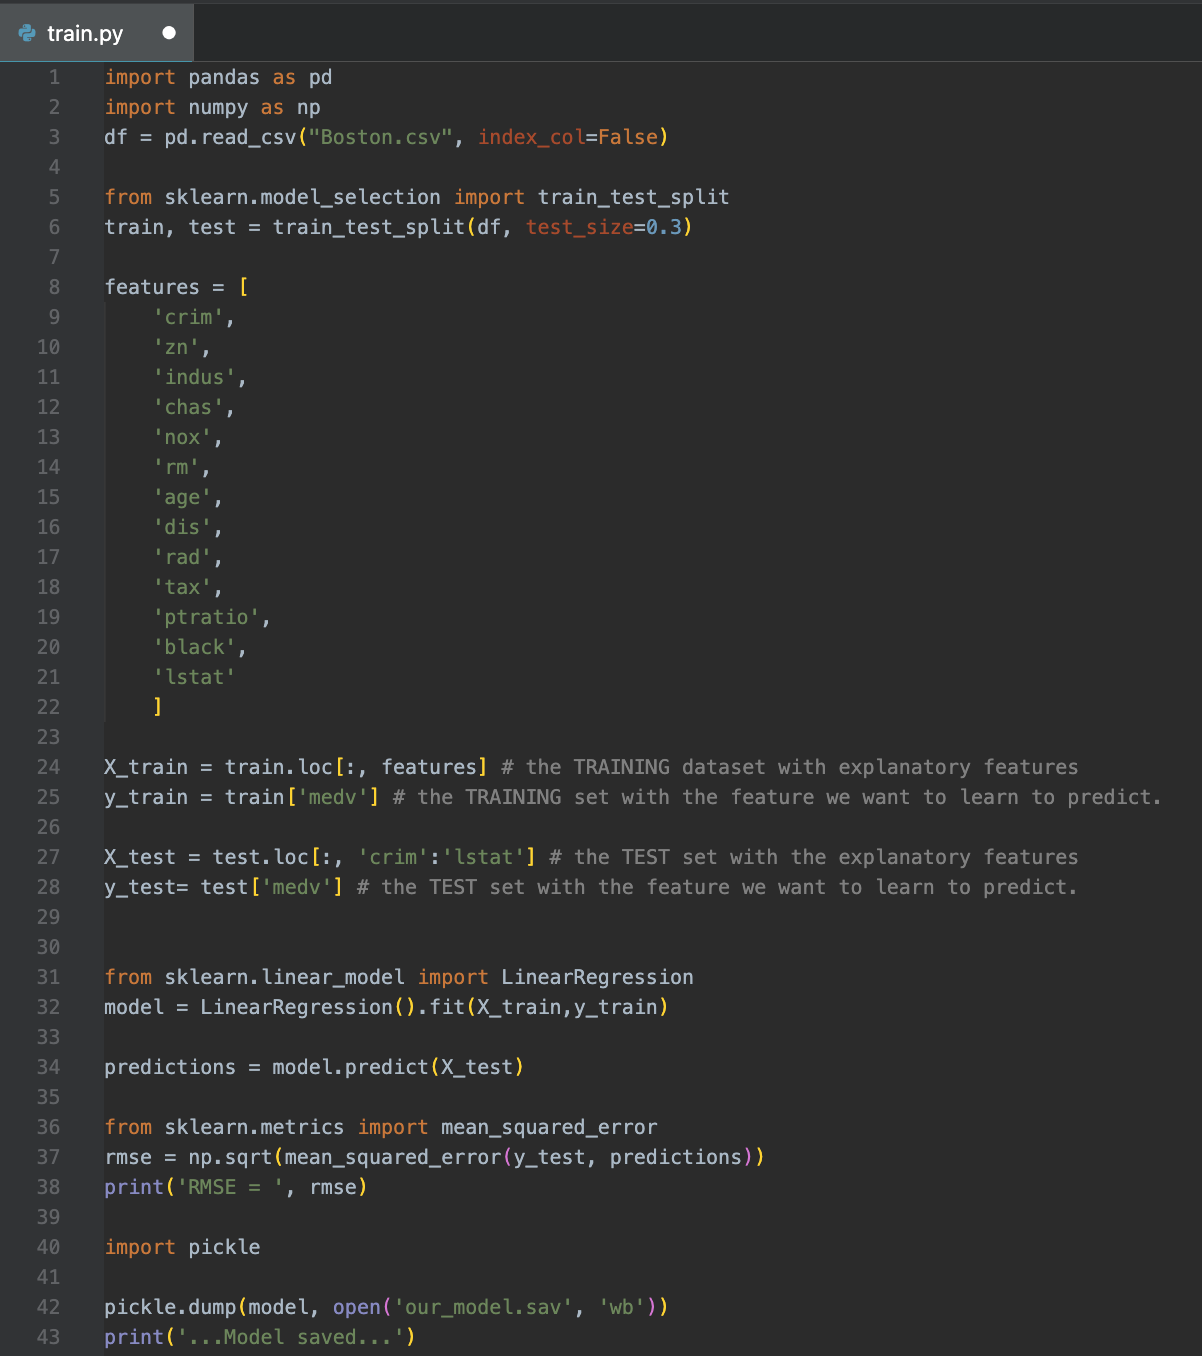 train.py
1 import pandas as pd
2 import numpy as np
3 df = pd.read_csv("Boston.csv", index_col=False)
4
5 from sklearn.model_selection import train_test_split
6 train, test = train_test_split(df, test_size=0.3)
7
8 features = [
9     'crim',
10     'zn',
11     'indus',
12     'chas',
13     'nox',
14     'rm',
15     'age',
16     'dis',
17     'rad',
18     'tax',
19     'ptratio',
20     'black',
21     'lstat'
22     ]
23
24 X_train = train.loc[:, features] # the TRAINING dataset with explanatory features
25 y_train = train['medv'] # the TRAINING set with the feature we want to learn to predict.
26
27 X_test = test.loc[:, 'crim':'lstat'] # the TEST set with the explanatory features
28 y_test= test['medv'] # the TEST set with the feature we want to learn to predict.
29
30
31 from sklearn.linear_model import LinearRegression
32 model = LinearRegression().fit(X_train,y_train)
33
34 predictions = model.predict(X_test)
35
36 from sklearn.metrics import mean_squared_error
37 rmse = np.sqrt(mean_squared_error(y_test, predictions))
38 print('RMSE = ', rmse)
39
40 import pickle
41
42 pickle.dump(model, open('our_model.sav', 'wb'))
43 print('...Model saved...')